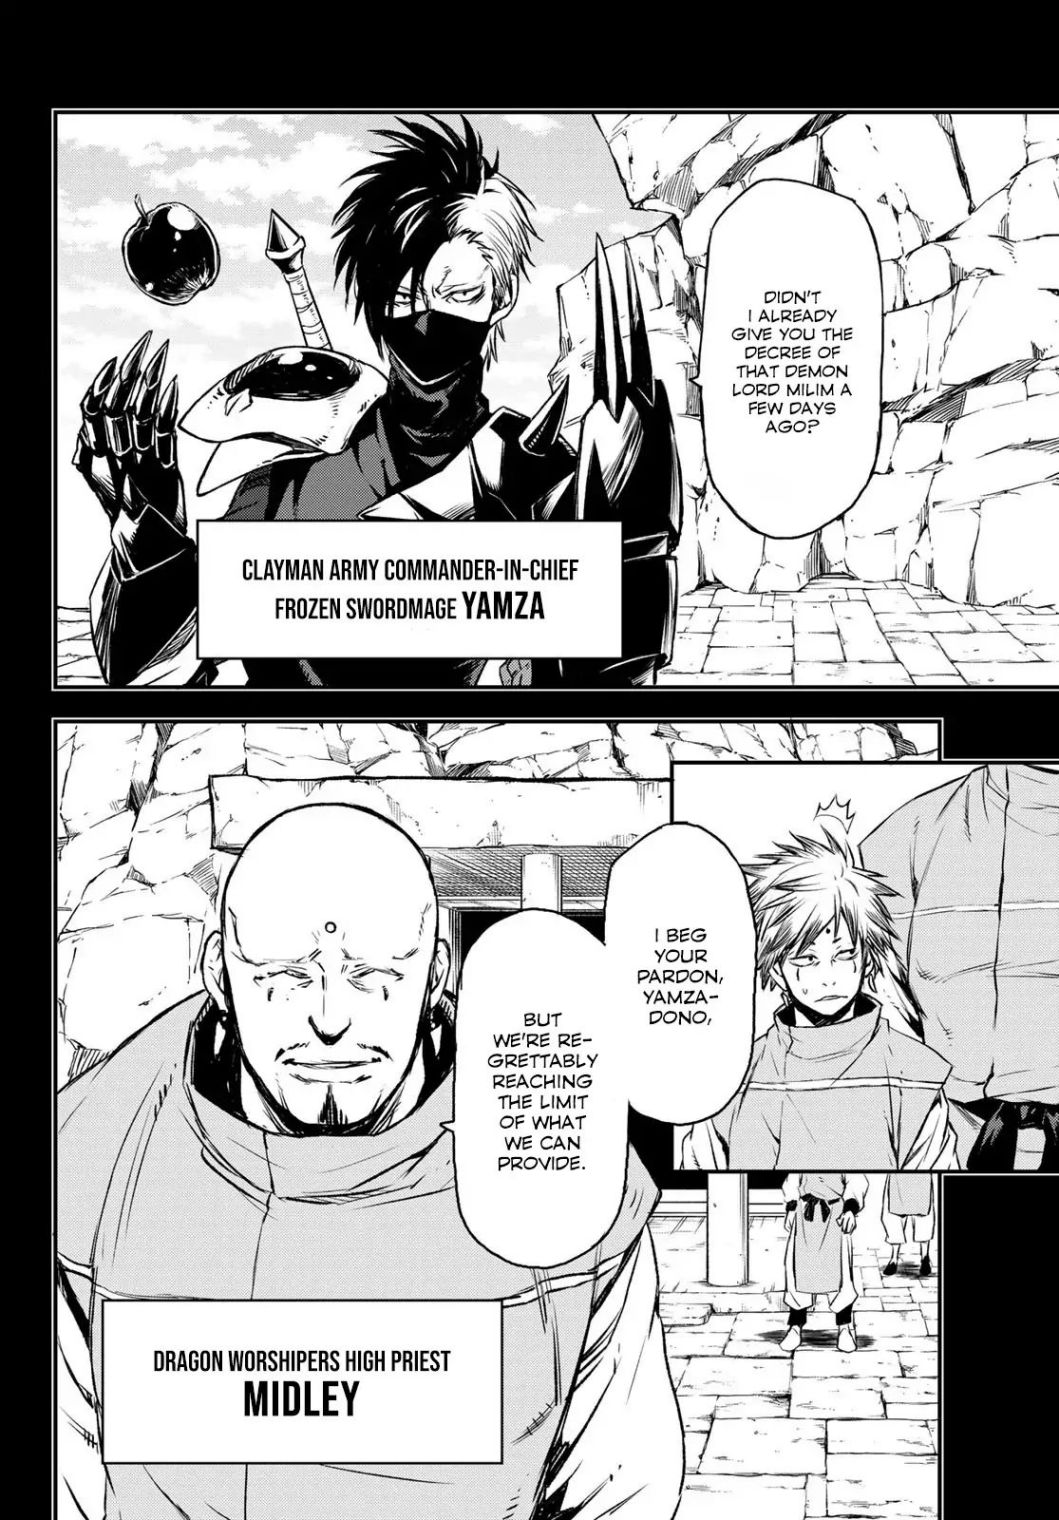 DIDN'T
I ALREADY
GIVE YOU THE
DECREE OF
THAT DEMON
LORD MILIM A
FEW DAYS
AGO?
CLAYMAN ARMY COMMANDER-IN-CHIEF
FROZEN SWORDMAGE YAMZA
I BEG
YOUR
PARDON,
YAMZA-
DONO,
BUT
WE'RE RE-
GRETTABLY
REACHING
THE LIMIT
OF WHAT
WE CAN
PROVIDE.
DRAGON WORSHIPERS HIGH PRIEST
MIDLEY